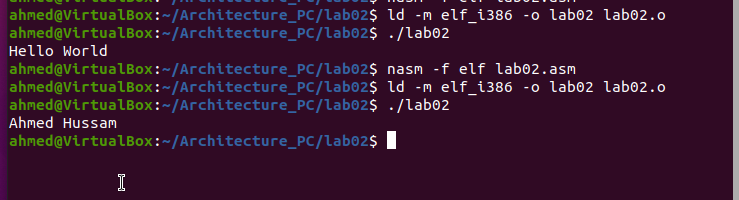 ahmed@VirtualBox:~/Architecture_PC/lab02$ nasm -f elf lab02.asm
ahmed@VirtualBox:~/Architecture_PC/lab02$ ld -m elf_i386 -o lab02 lab02.o
ahmed@VirtualBox:~/Architecture_PC/lab02$ ./lab02
Hello World
ahmed@VirtualBox:~/Architecture_PC/lab02$ nasm -f elf lab02.asm
ahmed@VirtualBox:~/Architecture_PC/lab02$ ld -m elf_i386 -o lab02 lab02.o
ahmed@VirtualBox:~/Architecture_PC/lab02$ ./lab02
Ahmed Hussam
ahmed@VirtualBox:~/Architecture_PC/lab02$